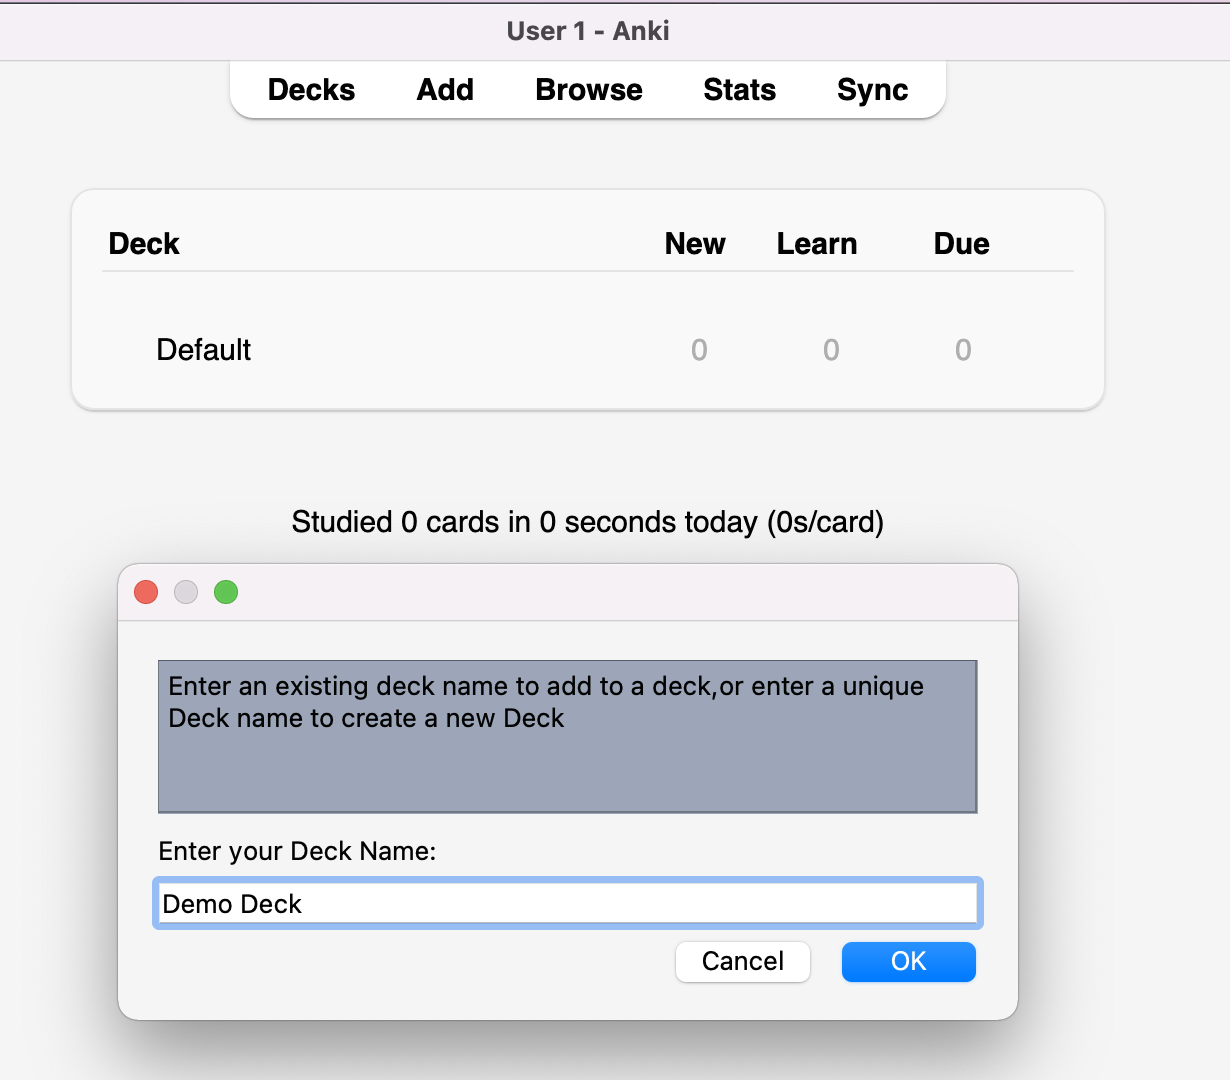 User 1 - Anki
Decks Add Browse Stats Sync
Deck New Learn Due
Default 0 0 0
Studied 0 cards in 0 seconds today (0s/card)
Enter an existing deck name to add to a deck,or enter a unique
Deck name to create a new Deck
Enter your Deck Name:
Demo Deck
Cancel OK